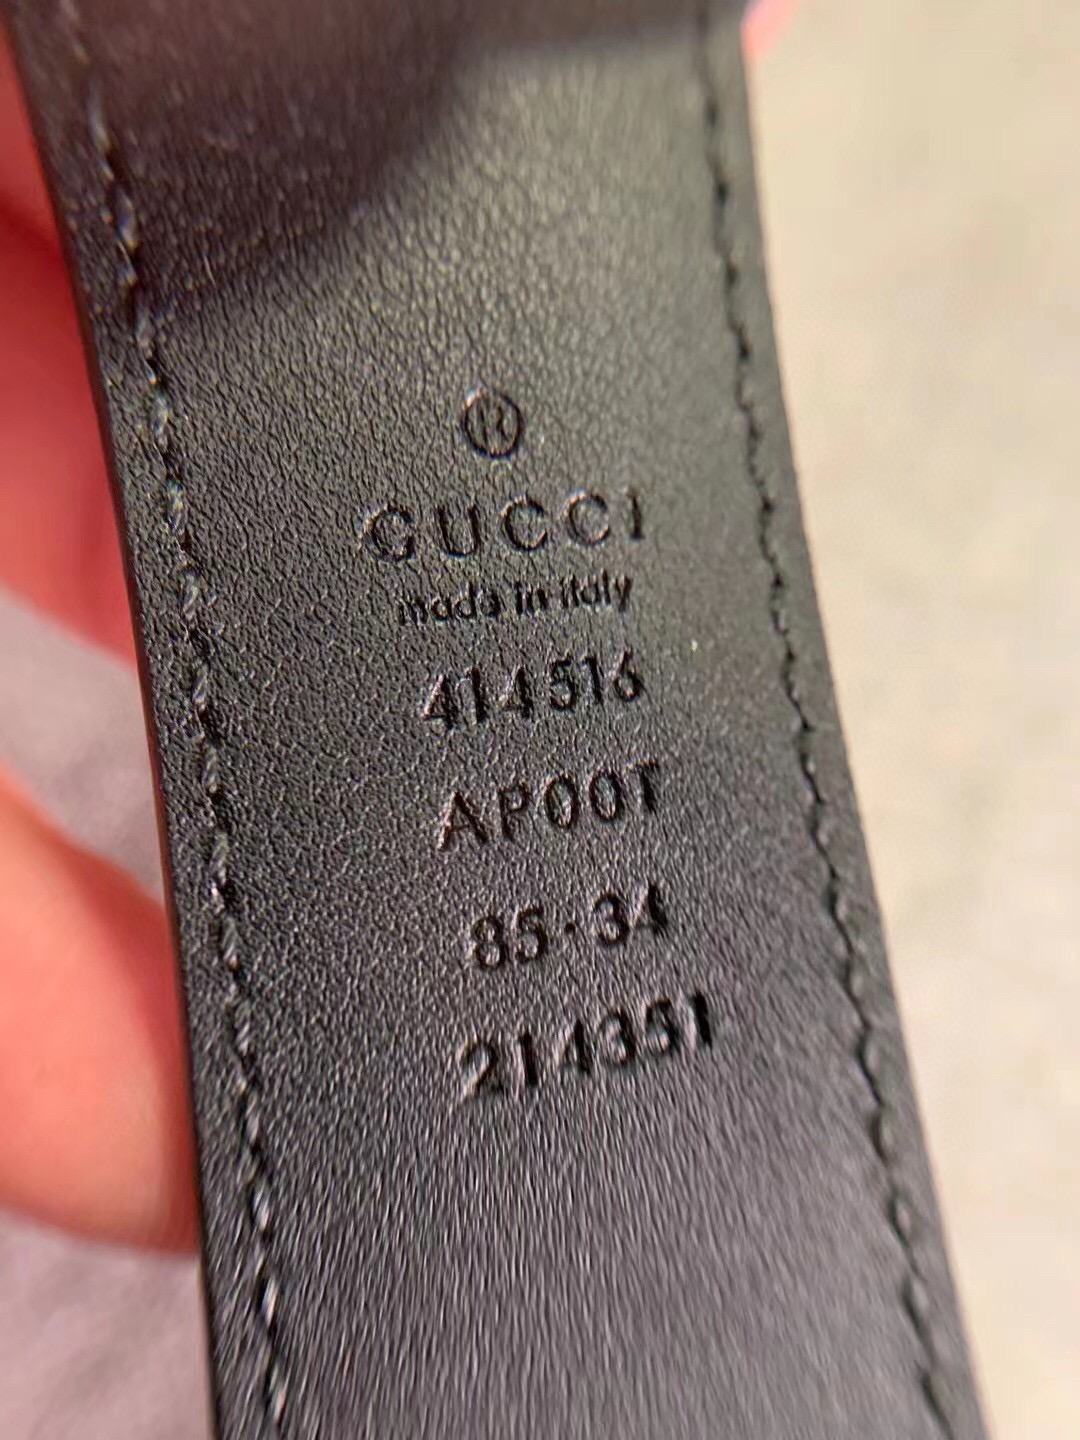 ®
GUCCI
made in italy
414516
AP00T
85·34
214351